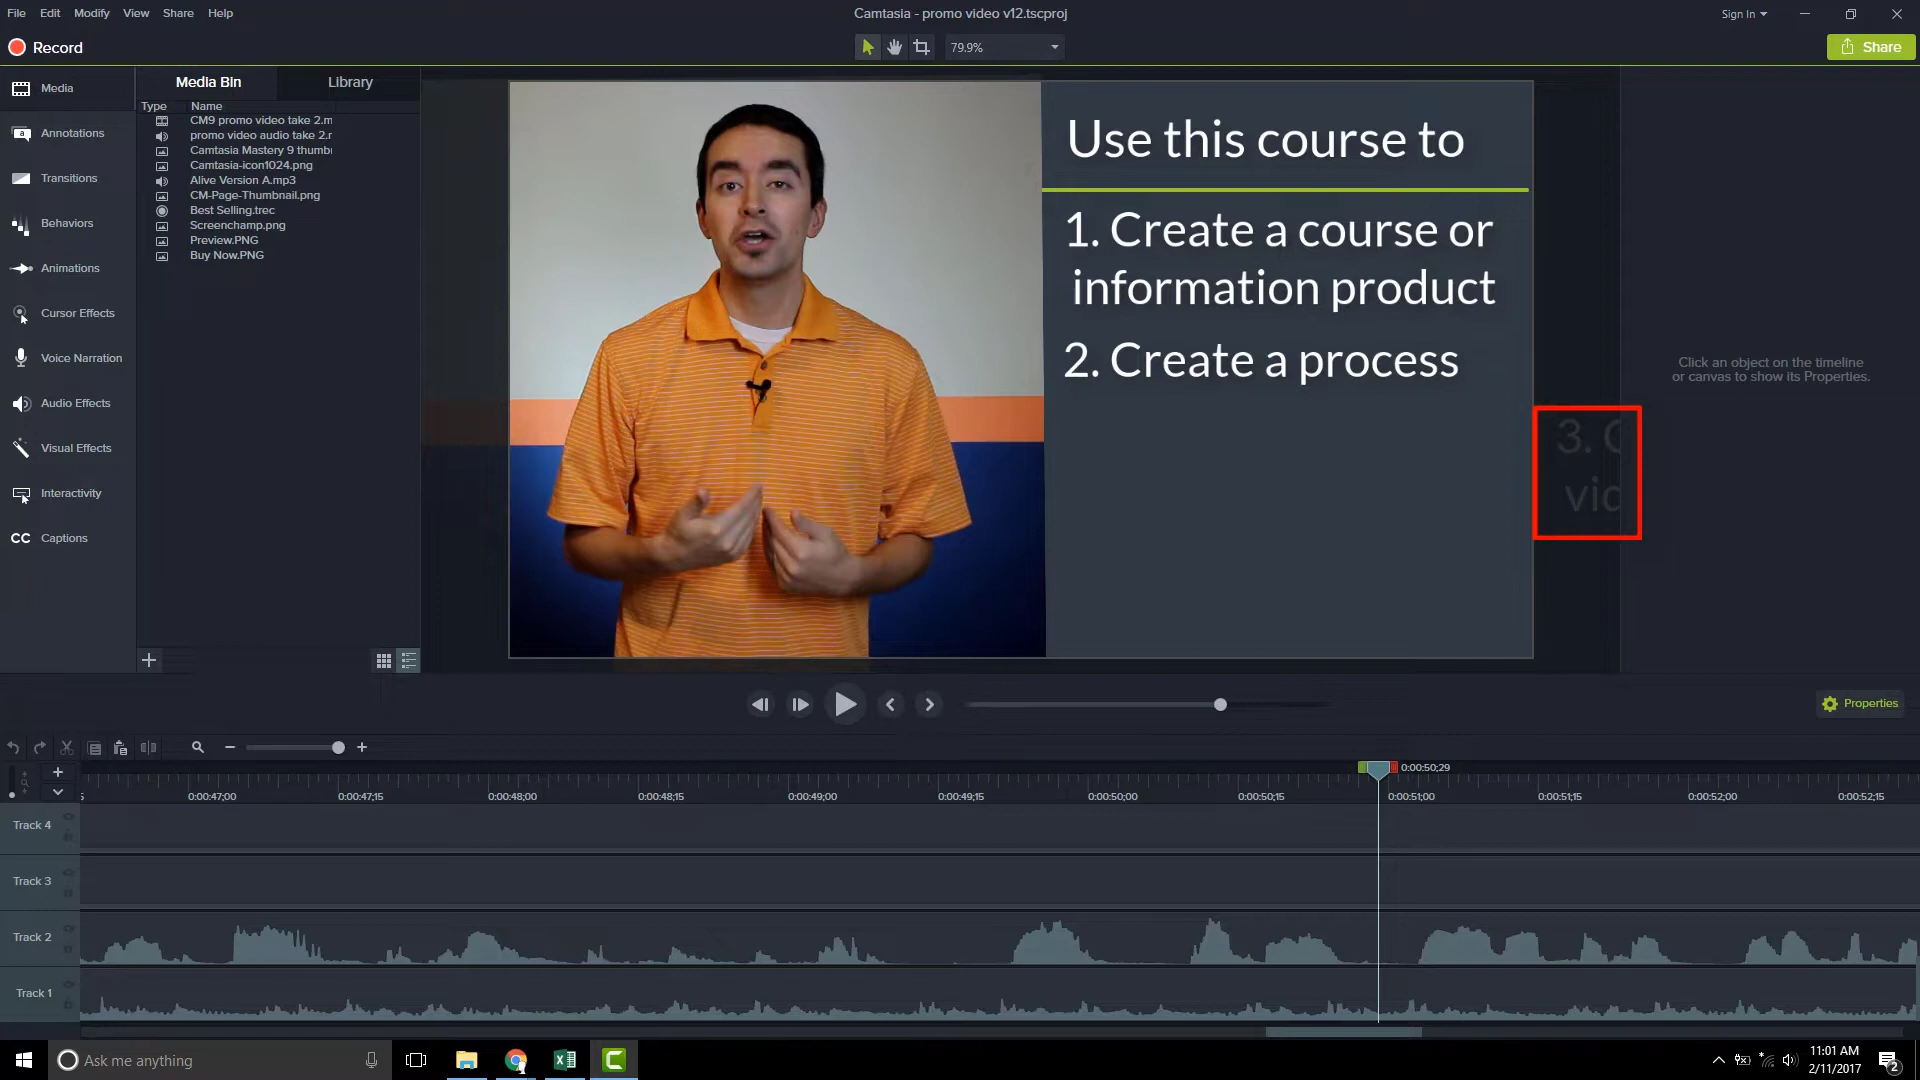 File Edit Modify View Share Help
Camtasia - promo video v12.tscproj
Sign In
Record
79.9%
Share
Media
Annotations
Transitions
Behaviors
Animations
Cursor Effects
Voice Narration
Audio Effects
Visual Effects
Interactivity
CC Captions
Media Bin Library
Type Name
CM9 promo video take 2.m
promo video audio take 2.r
Camtasia Mastery 9 thumb
Camtasia-icon1024.png
Alive Version A.mp3
CM-Page-Thumbnail.png
Best Selling.trec
Screenchamp.png
Preview.PNG
Buy Now.PNG
Use this course to
1. Create a course or
information product
2. Create a process
3. C
vid
Click an object on the timeline
or canvas to show its Properties.
Properties
0:00:50;29
0:00:47;00 0:00:47;15 0:00:48;00 0:00:48;15 0:00:49;00 0:00:49;15 0:00:50;00 0:00:50;15 0:00:51;00 0:00:51;15 0:00:52;00 0:00:52;15
Track 4
Track 3
Track 2
Track 1
Ask me anything
11:01 AM
2/11/2017
2